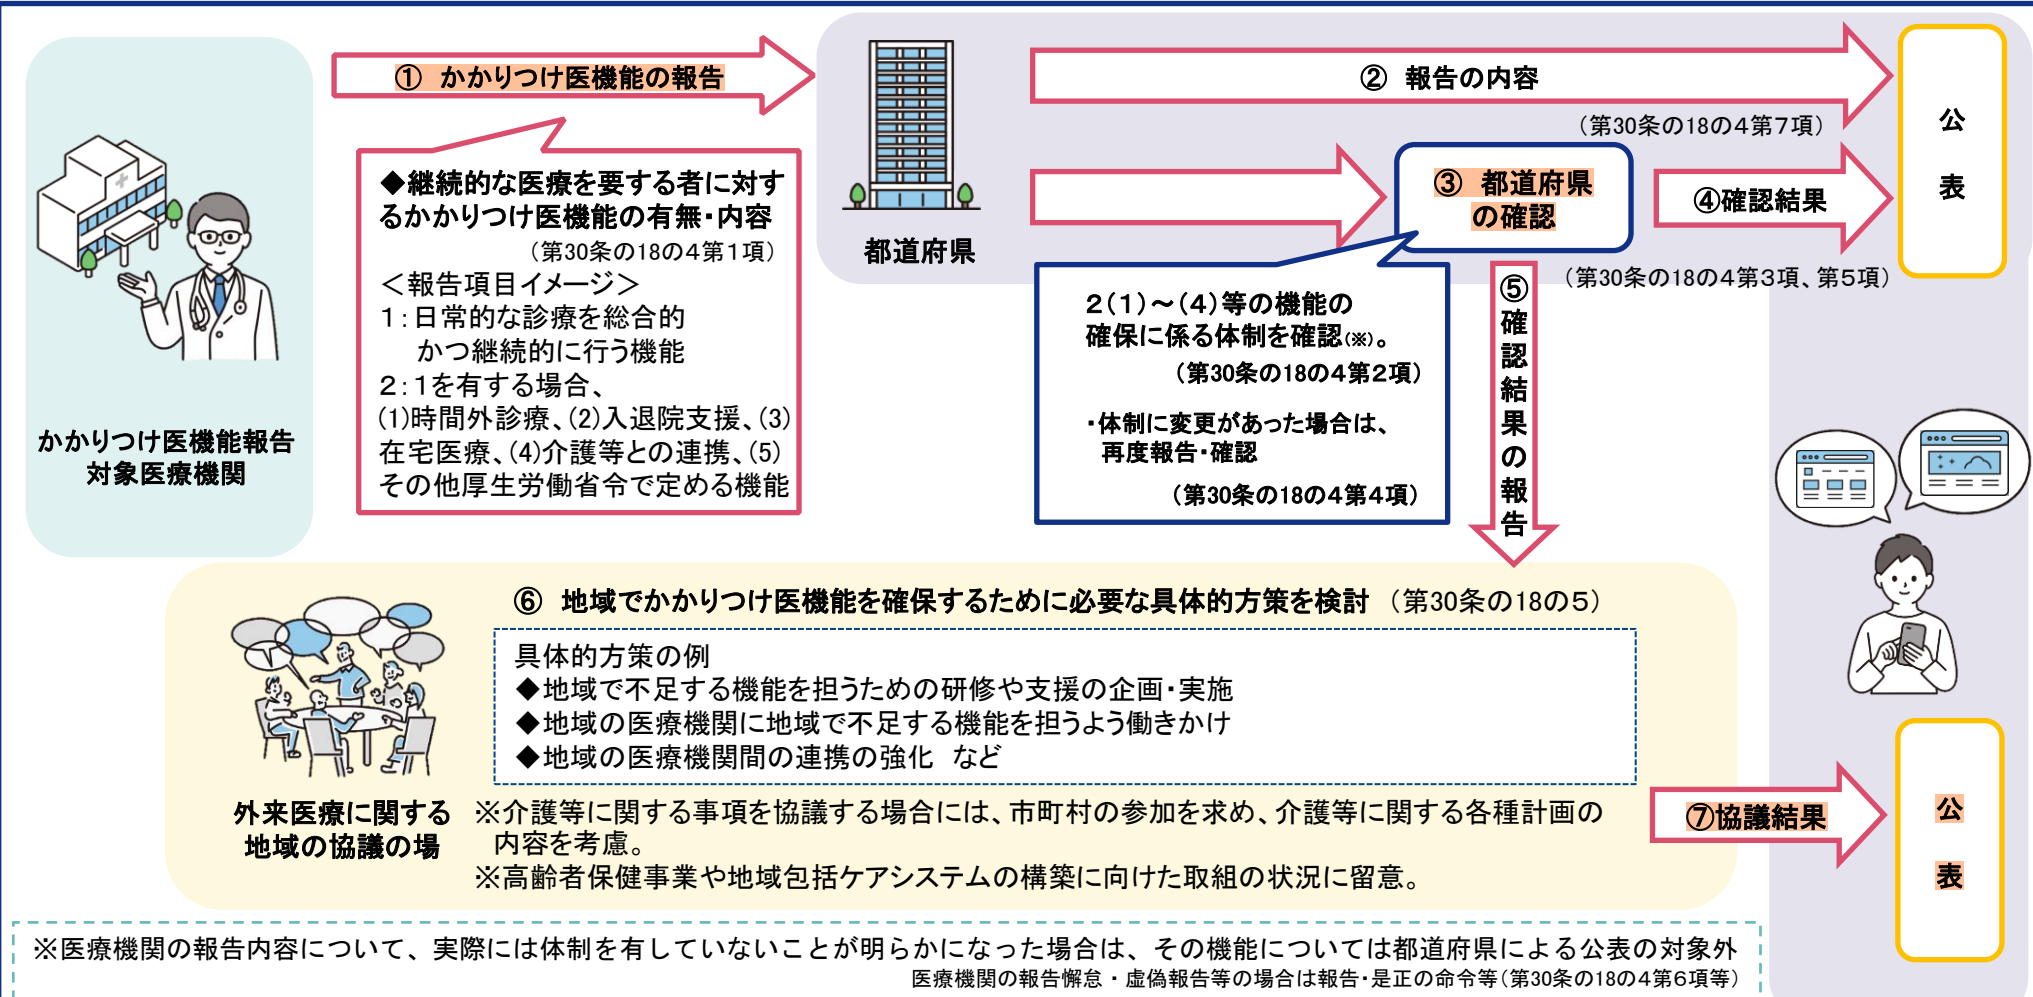 ① かかりつけ医機能の報告
② 報告の内容
(第30条の18の4第7項)
公
表
◆継続的な医療を要する者に対す
るかかりつけ医機能の有無・内容
(第30条の18の4第1項)
<報告項目イメージ>
1:日常的な診療を総合的
かつ継続的に行う機能
2:1を有する場合、
(1)時間外診療、(2)入退院支援、(3)
在宅医療、(4)介護等との連携、(5)
その他厚生労働省令で定める機能
都道府県
③ 都道府県
の確認
④確認結果
(第30条の18の4第3項、第5項)
2(1)~(4)等の機能の
確保に係る体制を確認(※)。
(第30条の18の4第2項)
・体制に変更があった場合は、
再度報告・確認
(第30条の18の4第4項)
⑤確認結果の報告
かかりつけ医機能報告
対象医療機関
⑥ 地域でかかりつけ医機能を確保するために必要な具体的方策を検討 (第30条の18の5)
具体的方策の例
◆地域で不足する機能を担うための研修や支援の企画・実施
◆地域の医療機関に地域で不足する機能を担うよう働きかけ
◆地域の医療機関間の連携の強化 など
外来医療に関する
地域の協議の場
※介護等に関する事項を協議する場合には、市町村の参加を求め、介護等に関する各種計画の
内容を考慮。
※高齢者保健事業や地域包括ケアシステムの構築に向けた取組の状況に留意。
⑦協議結果
公
表
※医療機関の報告内容について、実際には体制を有していないことが明らかになった場合は、その機能については都道府県による公表の対象外
医療機関の報告懈怠・虚偽報告等の場合は報告・是正の命令等(第30条の18の4第6項等)